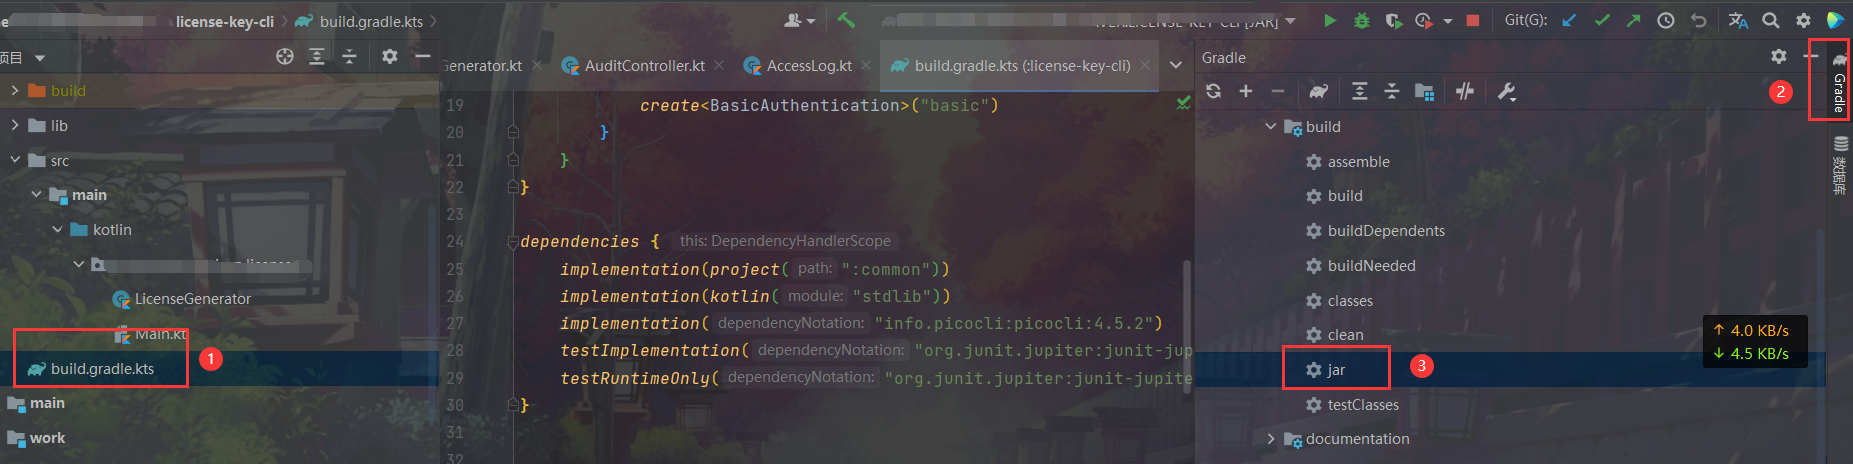 license-key-cli
build.gradle.kts
LICENSE-KEY-CLI [JAR]
Git(G):
项目
Generator.kt
AuditController.kt
AccessLog.kt
build.gradle.kts (:license-key-cli)
Gradle
build
lib
src
main
kotlin
LicenseGenerator
Main.kt
build.gradle.kts
1
main
work
19 create<BasicAuthentication>("basic")
20 }
21 }
22 }
23
24 dependencies { this: DependencyHandlerScope
25 implementation(project( path: ":common"))
26 implementation(kotlin( module: "stdlib"))
27 implementation( dependencyNotation: "info.picocli:picocli:4.5.2")
28 testImplementation( dependencyNotation: "org.junit.jupiter:junit-jup
29 testRuntimeOnly( dependencyNotation: "org.junit.jupiter:junit-jupite
30 }
31
32
build
assemble
build
buildDependents
buildNeeded
classes
clean
jar
3
testClasses
documentation
2
Gradle
数据库
↑ 4.0 KB/s
↓ 4.5 KB/s